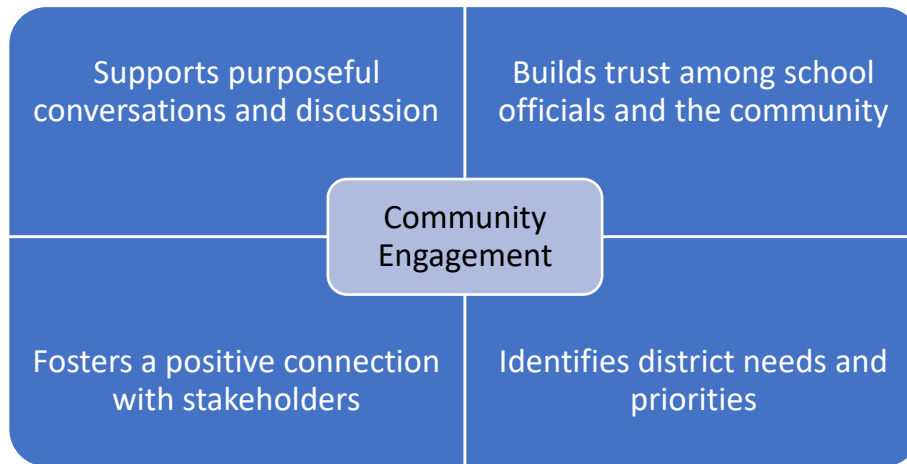 Supports purposeful
conversations and discussion
Builds trust among school
officials and the community
Community
Engagement
Fosters a positive connection
with stakeholders
Identifies district needs and
priorities